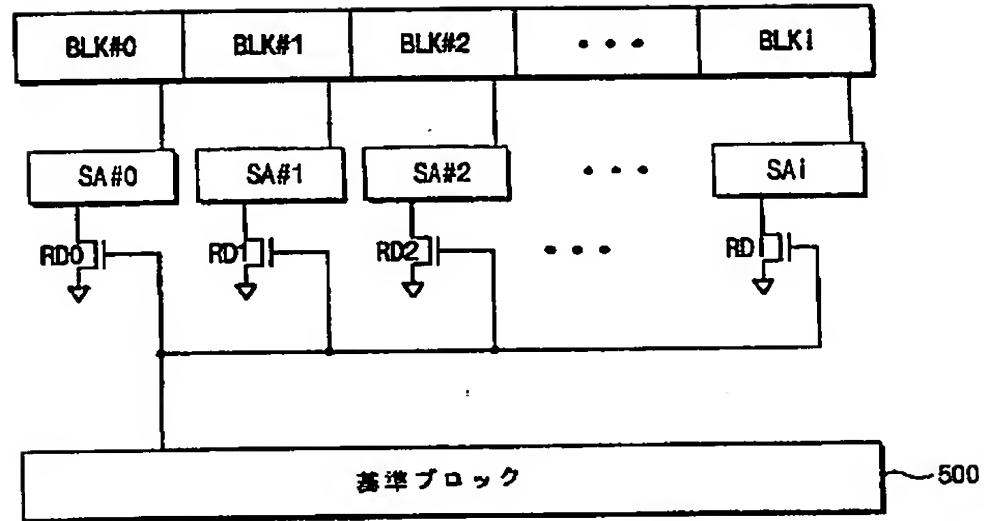 BLK#0 BLK#1 BLK#2 • • • BLKi
SA#0 SA#1 SA#2 • • • SAi
RD0 RD1 RD2 • • • RD
基準ブロック 500